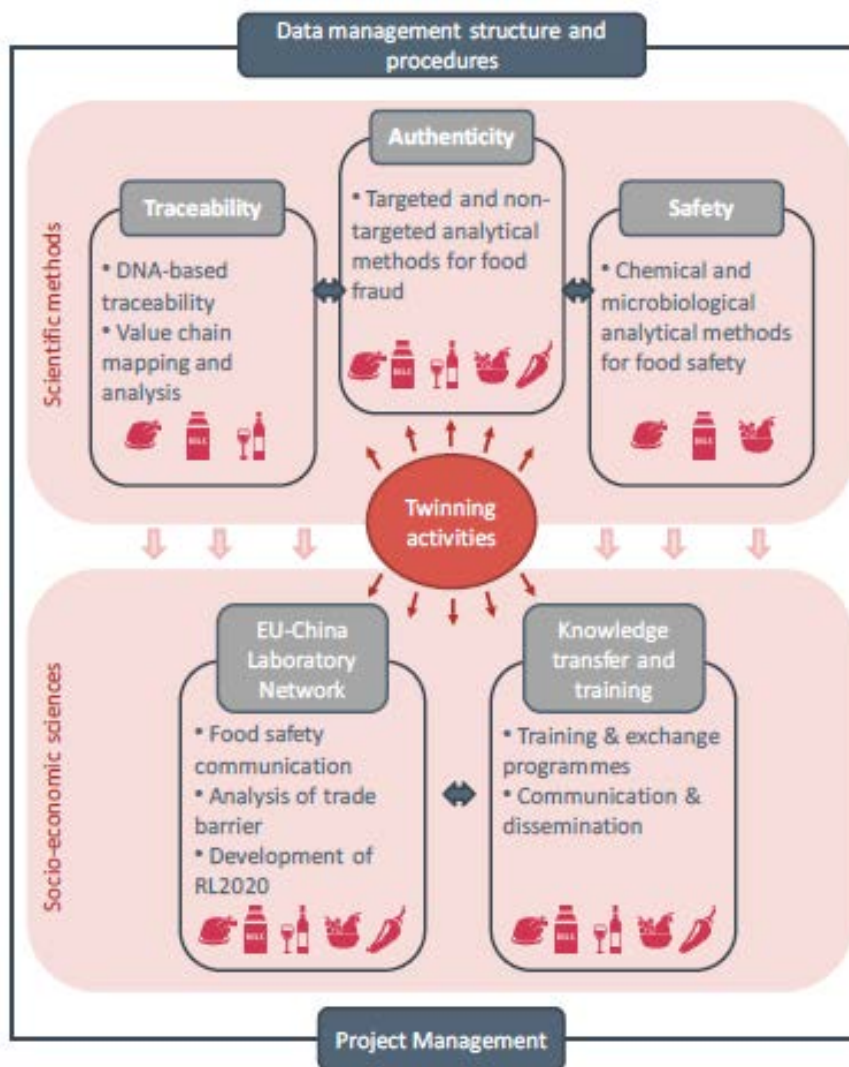 Data management structure and
procedures
Scientific methods
Authenticity
• Targeted and non-
targeted analytical
methods for food
fraud
Traceability
• DNA-based
traceability
• Value chain
mapping and
analysis
Safety
• Chemical and
microbiological
analytical methods
for food safety
Twinning
activities
Socio-economic sciences
EU-China
Laboratory
Network
• Food safety
communication
• Analysis of trade
barrier
• Development of
RL2020
Knowledge
transfer and
training
• Training & exchange
programmes
• Communication &
dissemination
Project Management